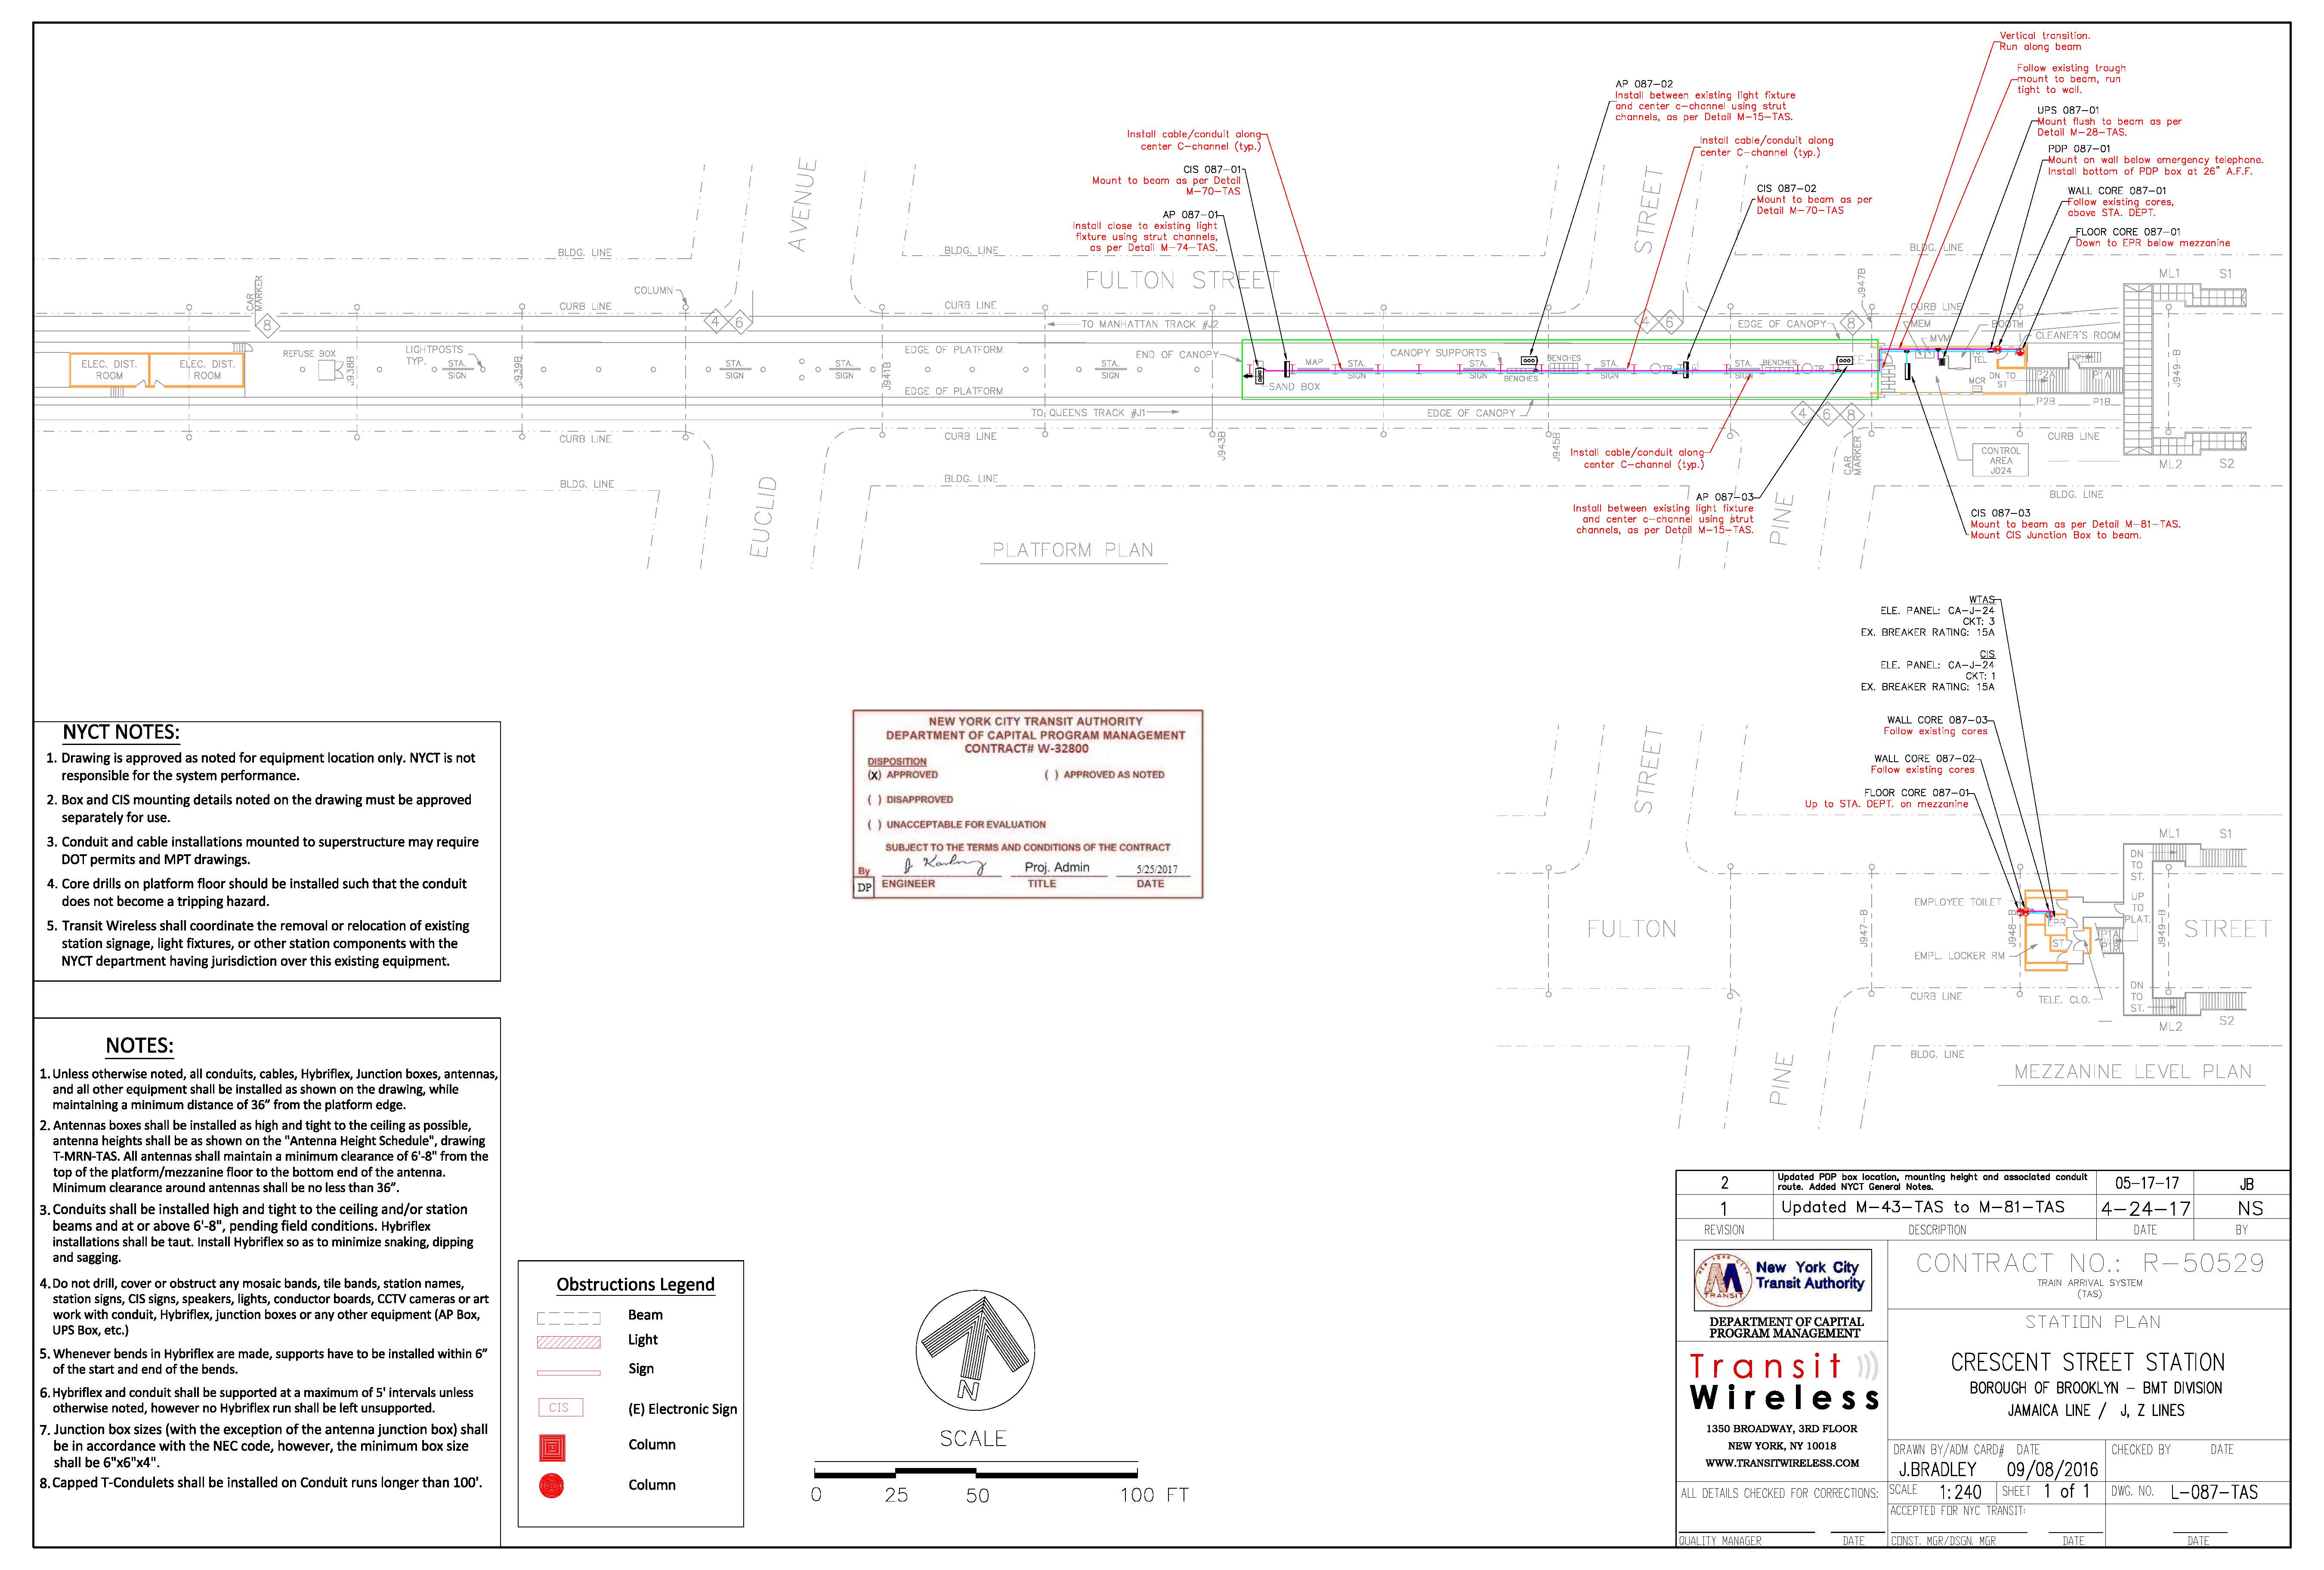 Vertical transition.
Run along beam
Follow existing trough
mount to beam, run
tight to wall.
UPS 087-01
Mount flush to beam as per
Detail M-28-TAS.
PDP 087-01
Mount on wall below emergency telephone.
Install bottom of PDP box at 26" A.F.F.
WALL CORE 087-01
Follow existing cores,
above STA. DEPT.
FLOOR CORE 087-01
Down to EPR below mezzanine
AP 087-02
Install between existing light fixture
and center c-channel using strut
channels, as per Detail M-15-TAS.
Install cable/conduit along
center C-channel (typ.)
Install cable/conduit along
center C-channel (typ.)
CIS 087-01
Mount to beam as per Detail
M-70-TAS
CIS 087-02
Mount to beam as per
Detail M-70-TAS
AP 087-01
Install close to existing light
fixture using strut channels,
as per Detail M-74-TAS.
AVENUE
STREET
BLDG. LINE
BLDG. LINE
BLDG. LINE
FULTON STREET
ML1
S1
CAR
MARKER
8
COLUMN
CURB LINE
CURB LINE
CURB LINE
J947B
4
6
TO MANHATTAN TRACK #J2
4
6
EDGE OF CANOPY
8
MEM
BOOTH
MVM
CLEANER'S ROOM
REFUSE BOX
LIGHTPOSTS
TYP.
EDGE OF PLATFORM
END OF CANOPY
CANOPY SUPPORTS
ELEC. DIST.
ROOM
ELEC. DIST.
ROOM
J938B
STA.
SIGN
J939B
STA.
SIGN
STA.
SIGN
J941B
STA.
SIGN
MAP
STA.
SIGN
STA.
SIGN
BENCHES
BENCHES
STA.
SIGN
TR
STA.
SIGN
BENCHES
TR
TEL
MCR
DN TO
ST
UP
P2A
P1A
J949-B
SAND BOX
EDGE OF PLATFORM
TO QUEENS TRACK #J1
EDGE OF CANOPY
4
6
8
P2B
P1B
CURB LINE
CURB LINE
J943B
J945B
CAR
MARKER
CURB LINE
CONTROL
AREA
J024
ML2
S2
Install cable/conduit along
center C-channel (typ.)
BLDG. LINE
BLDG. LINE
BLDG. LINE
AP 087-03
Install between existing light fixture
and center c-channel using strut
channels, as per Detail M-15-TAS.
CIS 087-03
Mount to beam as per Detail M-81-TAS.
Mount CIS Junction Box to beam.
EUCLID
PINE
PLATFORM PLAN
WTAS
ELE. PANEL: CA-J-24
CKT: 3
EX. BREAKER RATING: 15A
CIS
ELE. PANEL: CA-J-24
CKT: 1
EX. BREAKER RATING: 15A
WALL CORE 087-03
Follow existing cores
WALL CORE 087-02
Follow existing cores
FLOOR CORE 087-01
Up to STA. DEPT. on mezzanine
STREET
ML1
S1
DN
TO
ST.
EMPLOYEE TOILET
UP
TO
PLAT.
EPR
FULTON
J947-B
J948-B
ST
P1A
J949-B
STREET
EMPL. LOCKER RM
CURB LINE
TELE. CLO.
DN
TO
ST.
ML2
S2
BLDG. LINE
PINE
MEZZANINE LEVEL PLAN
NYCT NOTES:
1. Drawing is approved as noted for equipment location only. NYCT is not
responsible for the system performance.
2. Box and CIS mounting details noted on the drawing must be approved
separately for use.
3. Conduit and cable installations mounted to superstructure may require
DOT permits and MPT drawings.
4. Core drills on platform floor should be installed such that the conduit
does not become a tripping hazard.
5. Transit Wireless shall coordinate the removal or relocation of existing
station signage, light fixtures, or other station components with the
NYCT department having jurisdiction over this existing equipment.
NEW YORK CITY TRANSIT AUTHORITY
DEPARTMENT OF CAPITAL PROGRAM MANAGEMENT
CONTRACT# W-32800
DISPOSITION
(X) APPROVED
( ) APPROVED AS NOTED
( ) DISAPPROVED
( ) UNACCEPTABLE FOR EVALUATION
SUBJECT TO THE TERMS AND CONDITIONS OF THE CONTRACT
By
Proj. Admin
5/25/2017
DP
ENGINEER
TITLE
DATE
NOTES:
1. Unless otherwise noted, all conduits, cables, Hybriflex, Junction boxes, antennas,
and all other equipment shall be installed as shown on the drawing, while
maintaining a minimum distance of 36" from the platform edge.
2. Antennas boxes shall be installed as high and tight to the ceiling as possible,
antenna heights shall be as shown on the "Antenna Height Schedule", drawing
T-MRN-TAS. All antennas shall maintain a minimum clearance of 6'-8" from the
top of the platform/mezzanine floor to the bottom end of the antenna.
Minimum clearance around antennas shall be no less than 36".
3. Conduits shall be installed high and tight to the ceiling and/or station
beams and at or above 6'-8", pending field conditions. Hybriflex
installations shall be taut. Install Hybriflex so as to minimize snaking, dipping
and sagging.
4. Do not drill, cover or obstruct any mosaic bands, tile bands, station names,
station signs, CIS signs, speakers, lights, conductor boards, CCTV cameras or art
work with conduit, Hybriflex, junction boxes or any other equipment (AP Box,
UPS Box, etc.)
5. Whenever bends in Hybriflex are made, supports have to be installed within 6"
of the start and end of the bends.
6. Hybriflex and conduit shall be supported at a maximum of 5' intervals unless
otherwise noted, however no Hybriflex run shall be left unsupported.
7. Junction box sizes (with the exception of the antenna junction box) shall
be in accordance with the NEC code, however, the minimum box size
shall be 6"x6"x4".
8. Capped T-Condulets shall be installed on Conduit runs longer than 100'.
Obstructions Legend
Beam
Light
Sign
CIS
(E) Electronic Sign
Column
Column
N
SCALE
0 25 50 100 FT
2
Updated PDP box location, mounting height and associated conduit
route. Added NYCT General Notes.
05-17-17
JB
1
Updated M-43-TAS to M-81-TAS
4-24-17
NS
REVISION
DESCRIPTION
DATE
BY
NEW YORK CITY
TRANSIT
New York City
Transit Authority
DEPARTMENT OF CAPITAL
PROGRAM MANAGEMENT
Transit
Wireless
1350 BROADWAY, 3RD FLOOR
NEW YORK, NY 10018
WWW.TRANSITWIRELESS.COM
ALL DETAILS CHECKED FOR CORRECTIONS:
QUALITY MANAGER
DATE
CONTRACT NO.: R-50529
TRAIN ARRIVAL SYSTEM
(TAS)
STATION PLAN
CRESCENT STREET STATION
BOROUGH OF BROOKLYN - BMT DIVISION
JAMAICA LINE / J, Z LINES
DRAWN BY/ADM CARD# DATE
J.BRADLEY 09/08/2016
CHECKED BY DATE
SCALE 1:240
SHEET 1 of 1
DWG. NO. L-087-TAS
ACCEPTED FOR NYC TRANSIT:
CONST. MGR/DSGN. MGR
DATE
DATE